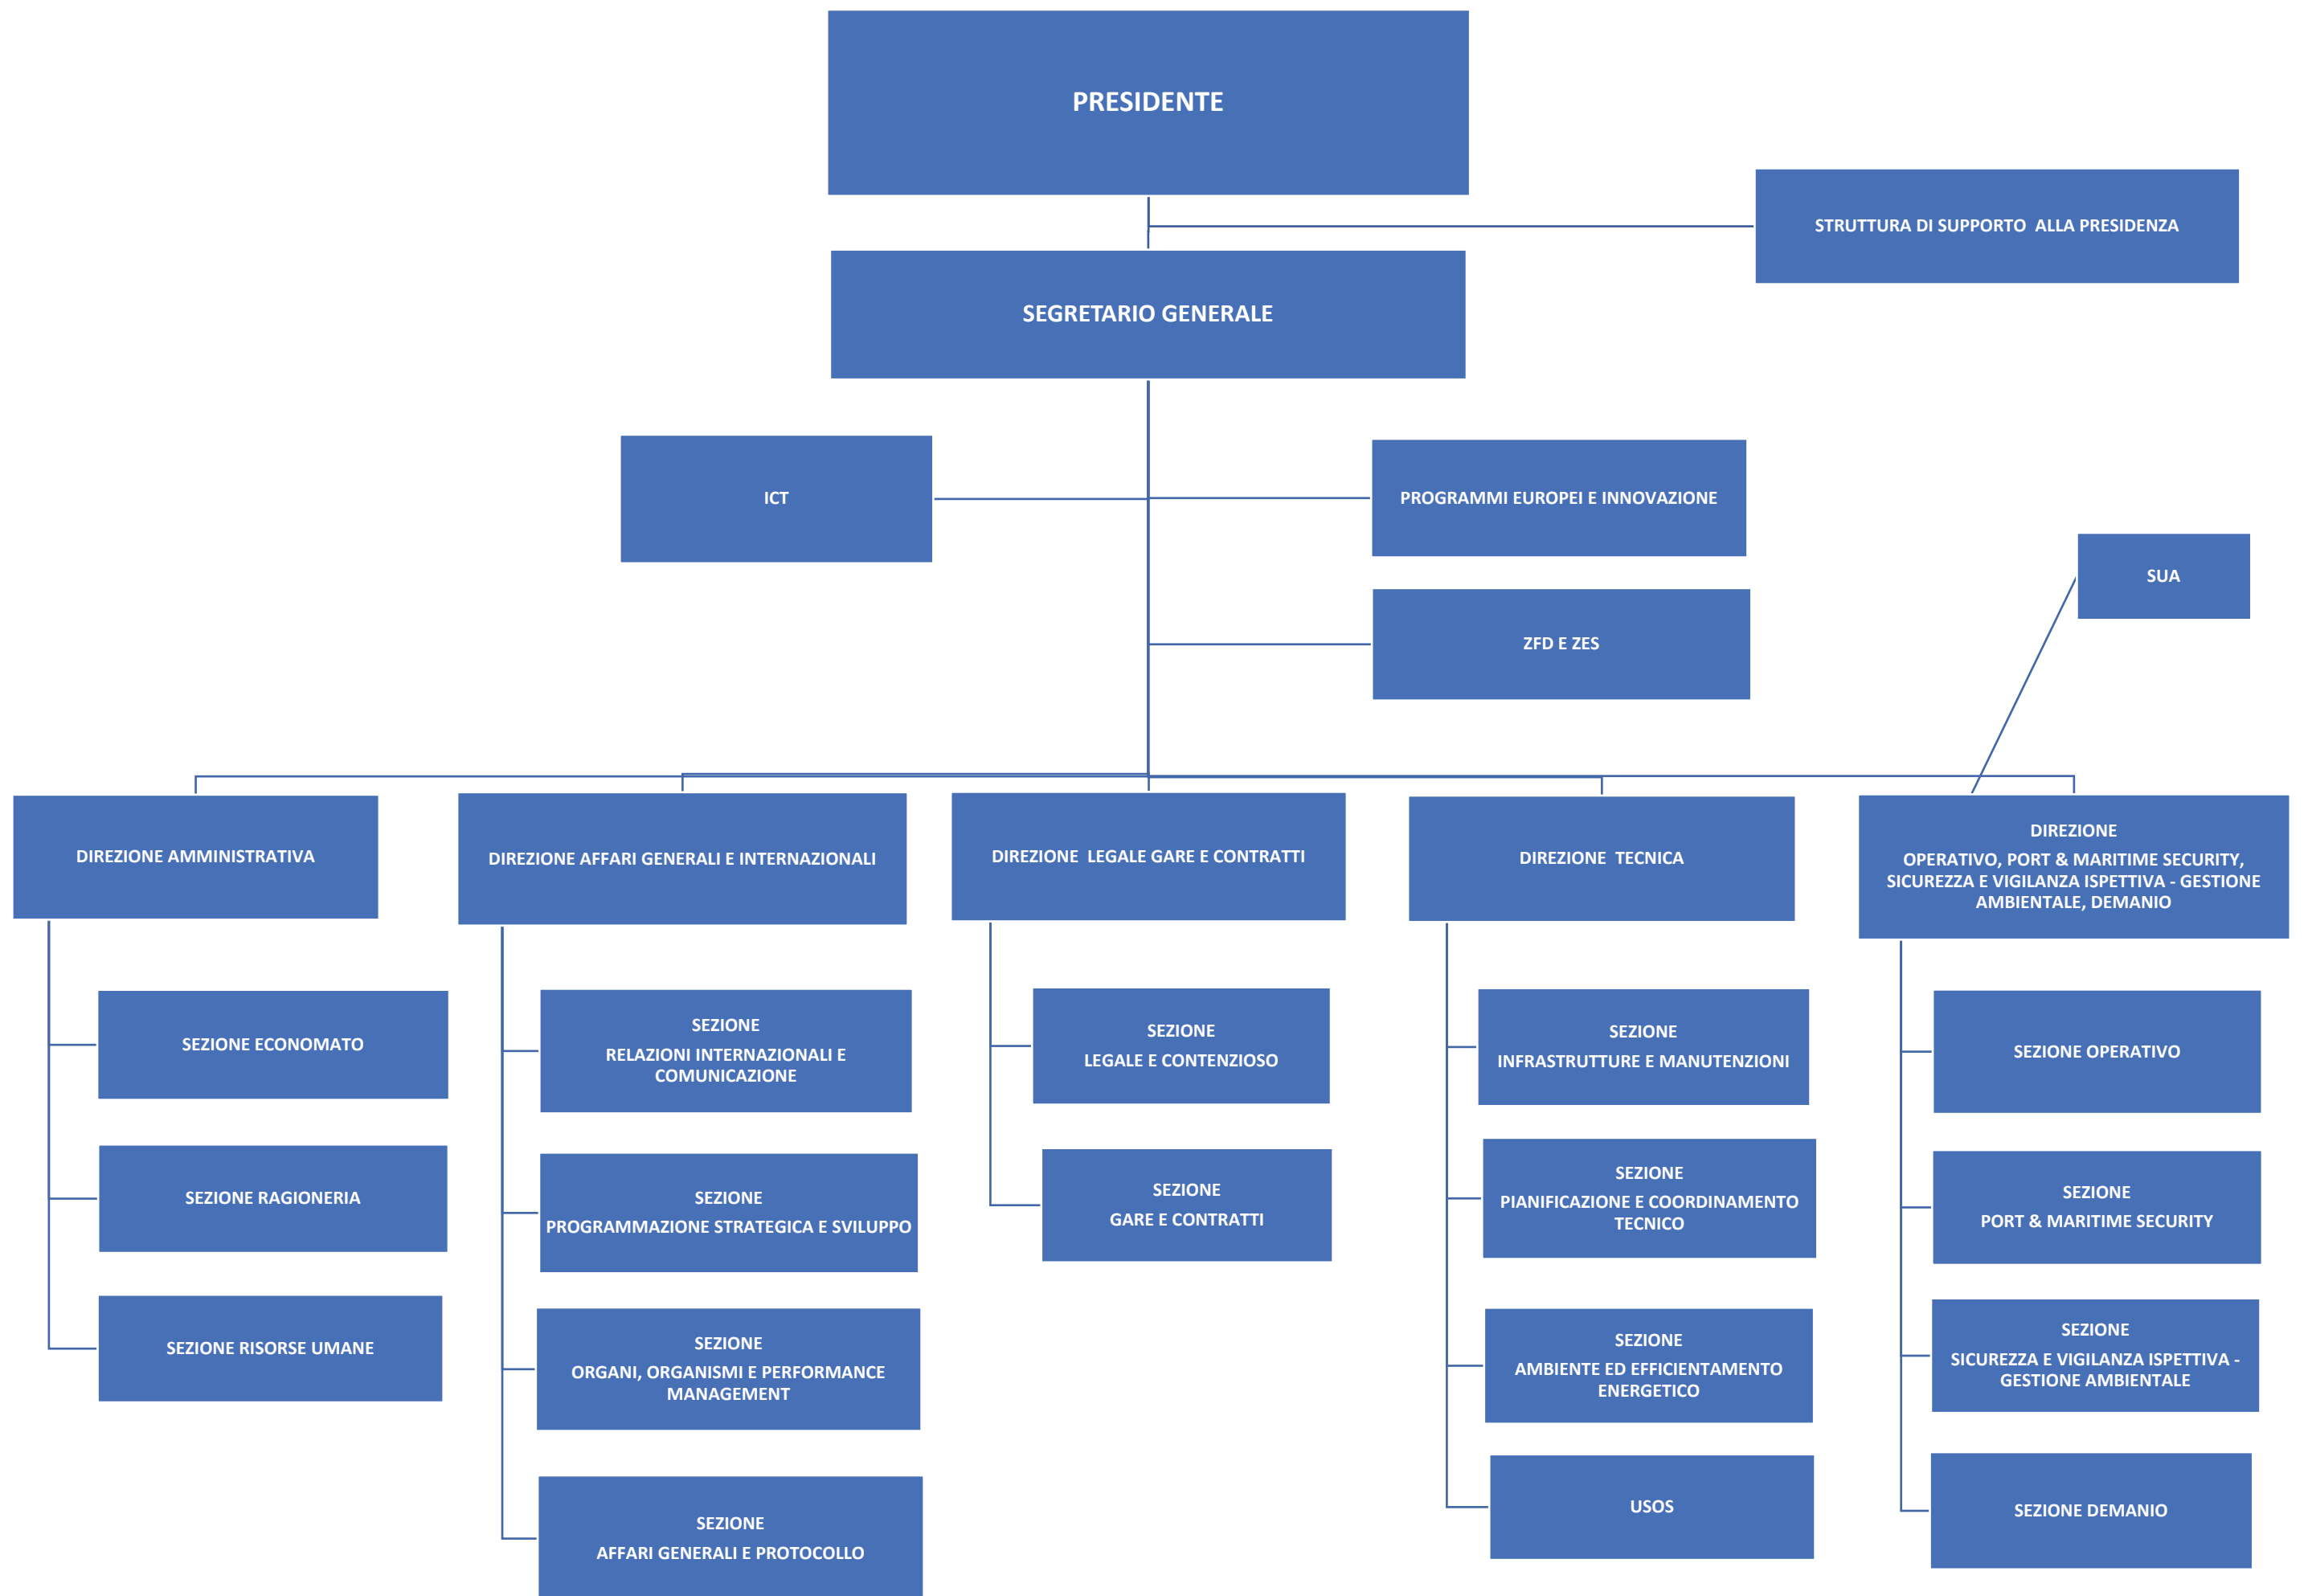 PRESIDENTE
STRUTTURA DI SUPPORTO ALLA PRESIDENZA
SEGRETARIO GENERALE
ICT
PROGRAMMI EUROPEI E INNOVAZIONE
SUA
ZFD E ZES
DIREZIONE AMMINISTRATIVA
DIREZIONE AFFARI GENERALI E INTERNAZIONALI
DIREZIONE LEGALE GARE E CONTRATTI
DIREZIONE TECNICA
DIREZIONE
OPERATIVO, PORT & MARITIME SECURITY,
SICUREZZA E VIGILANZA ISPETTIVA - GESTIONE
AMBIENTALE, DEMANIO
SEZIONE ECONOMATO
SEZIONE RAGIONERIA
SEZIONE RISORSE UMANE
SEZIONE
RELAZIONI INTERNAZIONALI E
COMUNICAZIONE
SEZIONE
PROGRAMMAZIONE STRATEGICA E SVILUPPO
SEZIONE
ORGANI, ORGANISMI E PERFORMANCE
MANAGEMENT
SEZIONE
AFFARI GENERALI E PROTOCOLLO
SEZIONE
LEGALE E CONTENZIOSO
SEZIONE
GARE E CONTRATTI
SEZIONE
INFRASTRUTTURE E MANUTENZIONI
SEZIONE
PIANIFICAZIONE E COORDINAMENTO
TECNICO
SEZIONE
AMBIENTE ED EFFICIENTAMENTO
ENERGETICO
USOS
SEZIONE OPERATIVO
SEZIONE
PORT & MARITIME SECURITY
SEZIONE
SICUREZZA E VIGILANZA ISPETTIVA -
GESTIONE AMBIENTALE
SEZIONE DEMANIO